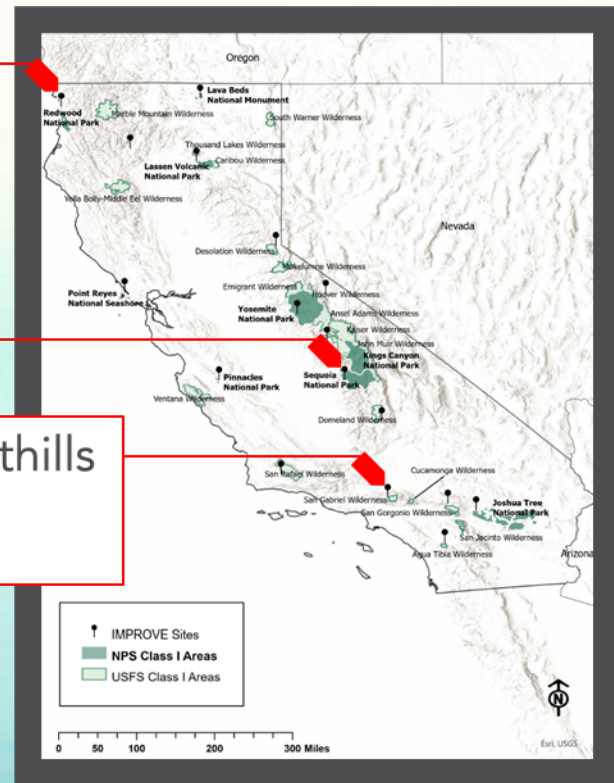 Oregon
Lava Beds
National Monument
Redwood
National Park
Marble Mountain Wilderness
South Warner Wilderness
Thousand Lakes Wilderness
Lassen Volcanic
National Park
Caribou Wilderness
Yolla Bolly-Middle Eel Wilderness
Nevada
Desolation Wilderness
Mokelumne Wilderness
Emigrant Wilderness
Hoover Wilderness
Point Reyes
National Seashore
Yosemite
National Park
Ansel Adams Wilderness
Kaiser Wilderness
John Muir Wilderness
Kings Canyon
National Park
Sequoia
National Park
Pinnacles
National Park
Ventana Wilderness
Domeland Wilderness
thills
San Rafael Wilderness
Cucamonga Wilderness
San Gabriel Wilderness
San Gorgonio Wilderness
Joshua Tree
National Park
San Jacinto Wilderness
Agua Tibia Wilderness
Arizona
IMPROVE Sites
NPS Class I Areas
USFS Class I Areas
N
0 50 100 200 300 Miles
Esri, USGS